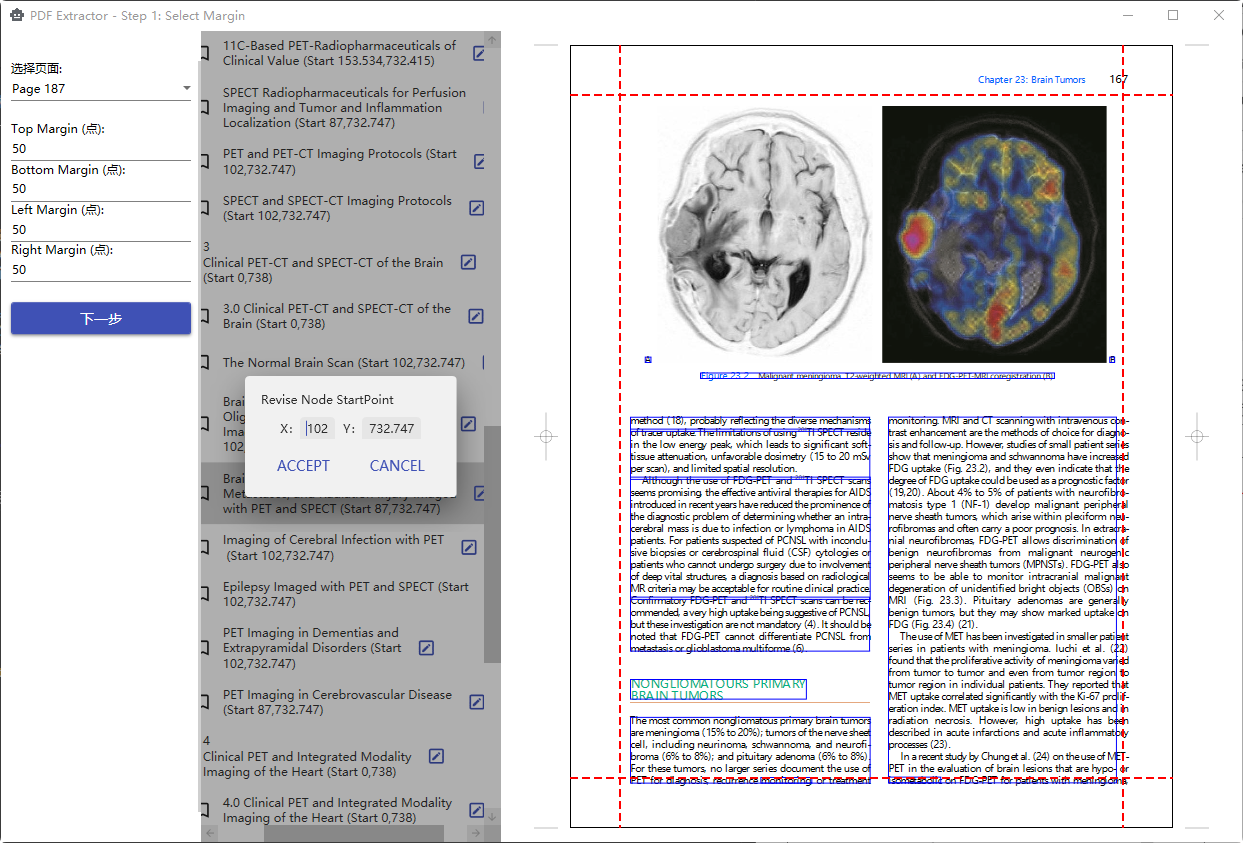 PDF Extractor - Step 1: Select Margin
选择页面:
Page 187
Top Margin (点):
50
Bottom Margin (点):
50
Left Margin (点):
50
Right Margin (点):
50
下一步
11C-Based PET-Radiopharmaceuticals of
Clinical Value (Start 153.534,732.415)
SPECT Radiopharmaceuticals for Perfusion
Imaging and Tumor and Inflammation
Localization (Start 87,732.747)
PET and PET-CT Imaging Protocols (Start
102,732.747)
SPECT and SPECT-CT Imaging Protocols
(Start 102,732.747)
3
Clinical PET-CT and SPECT-CT of the Brain
(Start 0,738)
3.0 Clinical PET-CT and SPECT-CT of the
Brain (Start 0,738)
The Normal Brain Scan (Start 102,732.747)
Revise Node StartPoint
X: 102 Y: 732.747
ACCEPT CANCEL
with PET and SPECT (Start 87,732.747)
Imaging of Cerebral Infection with PET
(Start 102,732.747)
Epilepsy Imaged with PET and SPECT (Start
102,732.747)
PET Imaging in Dementias and
Extrapyramidal Disorders (Start
102,732.747)
PET Imaging in Cerebrovascular Disease
(Start 87,732.747)
4
Clinical PET and Integrated Modality
Imaging of the Heart (Start 0,738)
4.0 Clinical PET and Integrated Modality
Imaging of the Heart (Start 0,738)
Chapter 23: Brain Tumors 167
A B
Figure 23.2 Malignant meningioma. T2-weighted MRI (A) and FDG-PET-MRI coregistration (B).
method (18), probably reflecting the diverse mechanisms
of trace uptake. The limitations of using ²⁰¹Tl SPECT reside
in the low energy peak, which leads to significant soft-
tissue attenuation, unfavorable dosimetry (15 to 20 mSv
per scan), and limited spatial resolution.
Although the use of FDG-PET and ²⁰¹Tl SPECT scans
seems promising, the effective antiviral therapies for AIDS
introduced in recent years have reduced the prominence of
the diagnostic problem of determining whether an intra-
cerebral mass is due to infection or lymphoma in AIDS
patients. For patients suspected of PCNSL with inconclu-
sive biopsies or cerebrospinal fluid (CSF) cytologies or
patients who cannot undergo surgery due to involvement
of deep vital structures, a diagnosis based on radiological
MR criteria may be acceptable for routine clinical practice.
Confirmatory FDG-PET and ²⁰¹Tl SPECT scans can be rec-
ommended, a very high uptake being suggestive of PCNSL,
but these investigation are not mandatory (4). It should be
noted that FDG-PET cannot differentiate PCNSL from
metastasis or glioblastoma multiforme (6).
NONGLIOMATOURS PRIMARY
BRAIN TUMORS
The most common nongliomatous primary brain tumors
are meningioma (15% to 20%); tumors of the nerve sheet
cell, including neurinoma, schwannoma, and neurofi-
broma (6% to 8%); and pituitary adenoma (6% to 8%).
For these tumors, no larger series document the use of
PET for diagnosis, recurrence monitoring or treatment
monitoring. MRI and CT scanning with intravenous con-
trast enhancement are the methods of choice for diagno-
sis and follow-up. However, studies of small patient series
show that meningioma and schwannoma have increased
FDG uptake (Fig. 23.2), and they even indicate that the
degree of FDG uptake could be used as a prognostic factor
(19,20). About 4% to 5% of patients with neurofibro-
matosis type 1 (NF-1) develop malignant peripheral
nerve sheath tumors, which arise within plexiform neu-
rofibromas and often carry a poor prognosis. In extracra-
nial neurofibromas, FDG-PET allows discrimination of
benign neurofibromas from malignant neurogenic
peripheral nerve sheath tumors (MPNSTs). FDG-PET also
seems to be able to monitor intracranial malignant
degeneration of unidentified bright objects (OBSs) on
MRI (Fig. 23.3). Pituitary adenomas are generally
benign tumors, but they may show marked uptake on
FDG (Fig. 23.4) (21).
The use of MET has been investigated in smaller patient
series in patients with meningioma. Iuchi et al. (22)
found that the proliferative activity of meningioma varied
from tumor to tumor and even from tumor region to
tumor region in individual patients. They reported that
MET uptake correlated significantly with the Ki-67 prolif-
eration index. MET uptake is low in benign lesions and in
radiation necrosis. However, high uptake has been
described in acute infarctions and acute inflammatory
processes (23).
In a recent study by Chung et al. (24) on the use of MET-
PET in the evaluation of brain lesions that are hypo- or
isometabolic on FDG-PET for patients with meningioma,